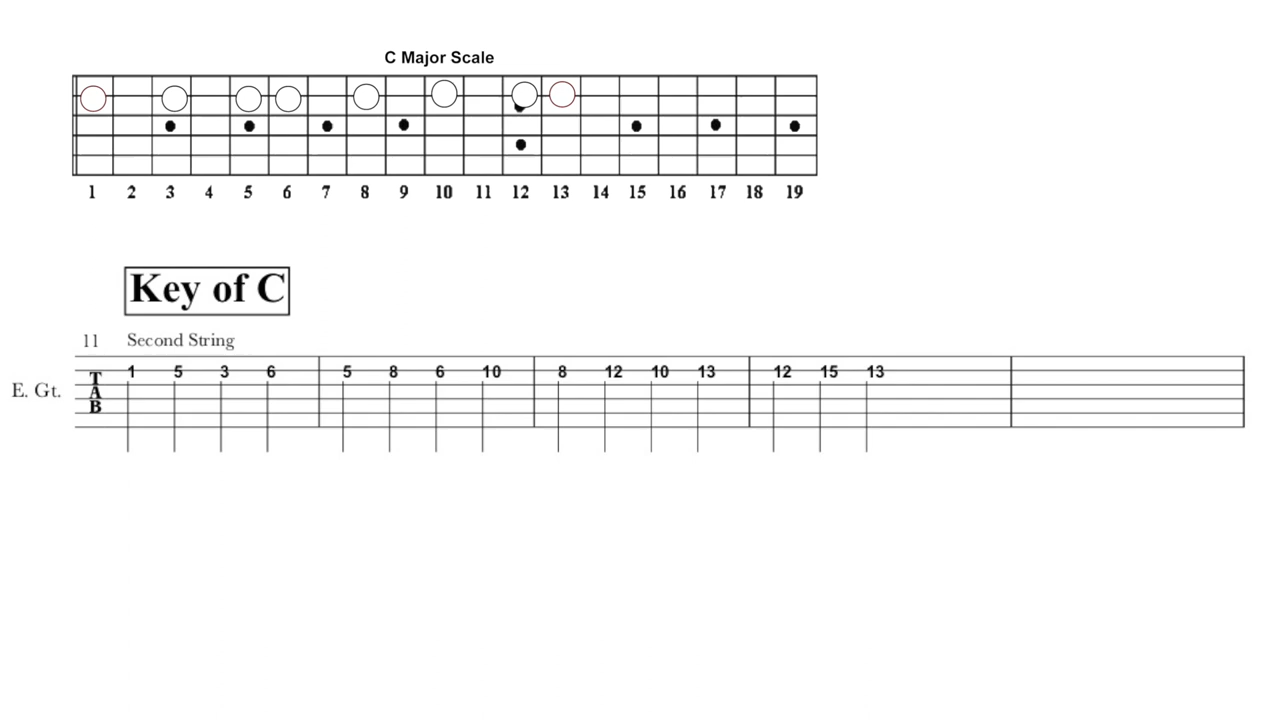 C Major Scale
1 2 3 4 5 6 7 8 9 10 11 12 13 14 15 16 17 18 19
Key of C
11 Second String
1 5 3 6 5 8 6 10 8 12 10 13 12 15 13
E. Gt.
T
A
B